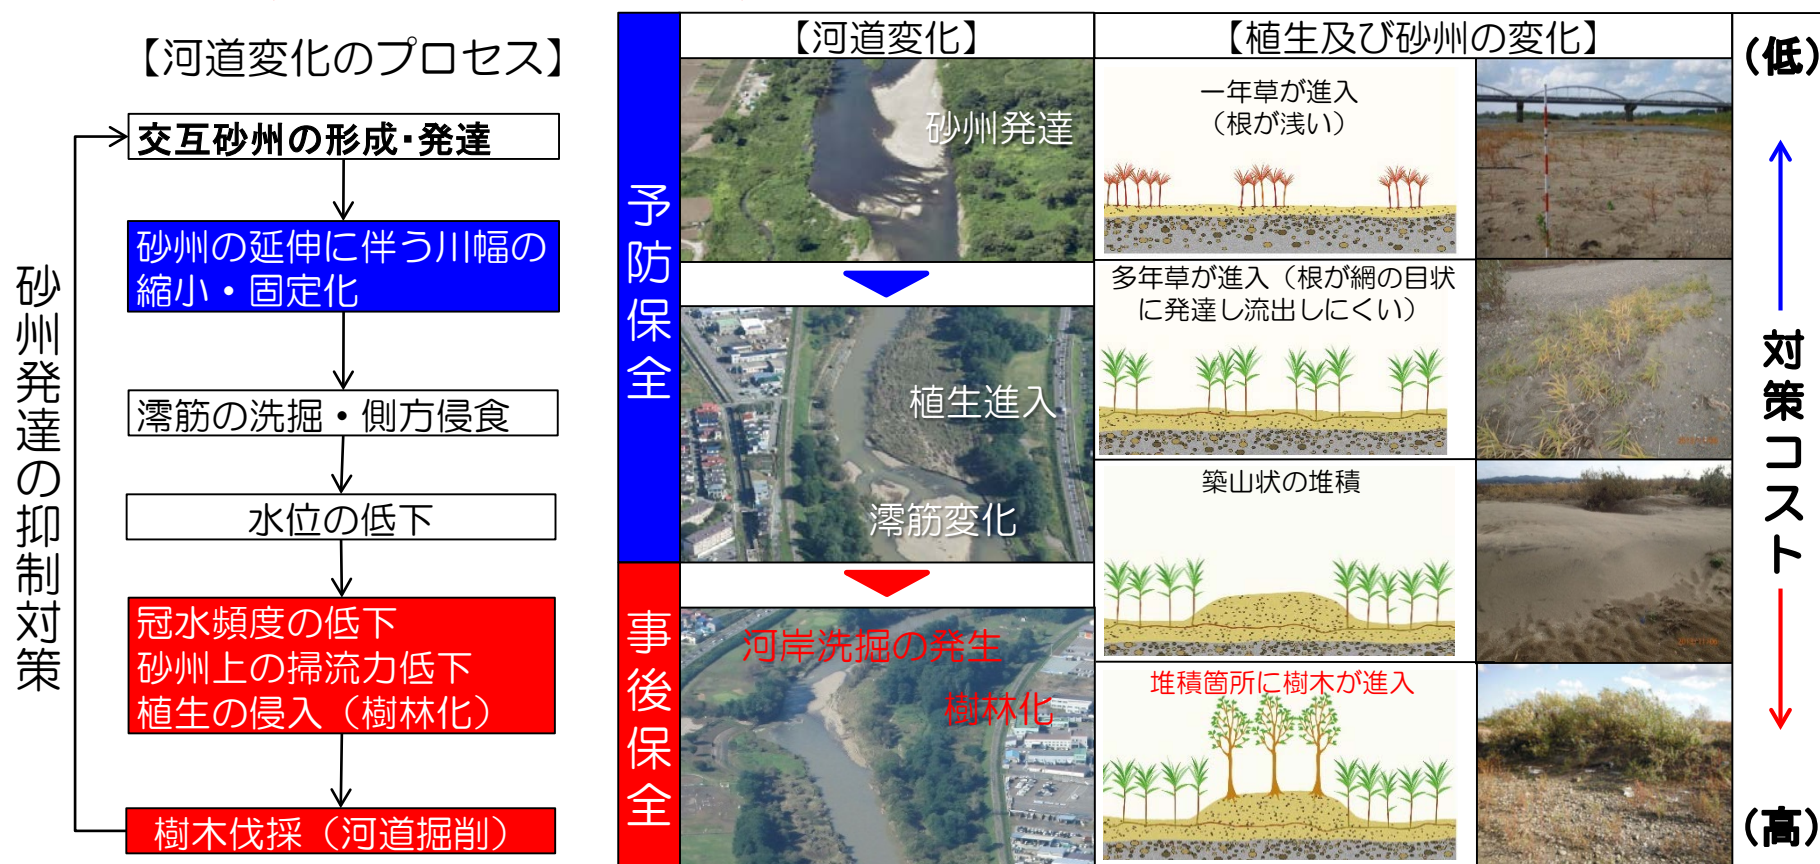 【河道変化のプロセス】
交互砂州の形成・発達
砂州の延伸に伴う川幅の
縮小・固定化
澪筋の洗掘・側方侵食
水位の低下
冠水頻度の低下
砂州上の掃流力低下
植生の侵入（樹林化）
樹木伐採（河道掘削）
砂州発達の抑制対策
予防保全
事後保全
【河道変化】
砂州発達
植生進入
澪筋変化
河岸洗掘の発生
樹林化
【植生及び砂州の変化】
一年草が進入
（根が浅い）
多年草が進入（根が網の目状
に発達し流出しにくい）
築山状の堆積
堆積箇所に樹木が進入
（低）
対策コスト
（高）